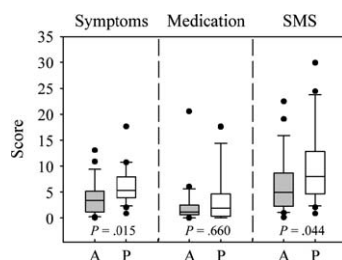 Symptoms Medication SMS
35
30
25
20
15
10
5
0
Score
P = .015 P = .660 P = .044
A P A P A P